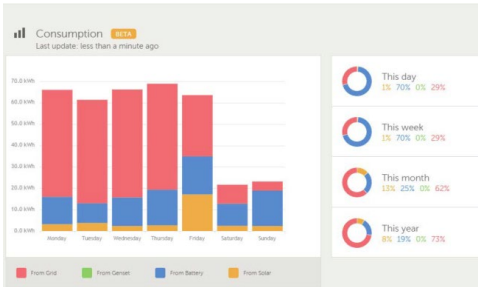 Consumption BETA
Last update: less than a minute ago
70.0 kWh
60.0 kWh
50.0 kWh
40.0 kWh
30.0 kWh
20.0 kWh
10.0 kWh
0.0 kWh
Monday Tuesday Wednesday Thursday Friday Saturday Sunday
From Grid From Genset From Battery From Solar
This day
1% 70% 0% 29%
This week
1% 70% 0% 29%
This month
13% 25% 0% 62%
This year
8% 19% 0% 73%